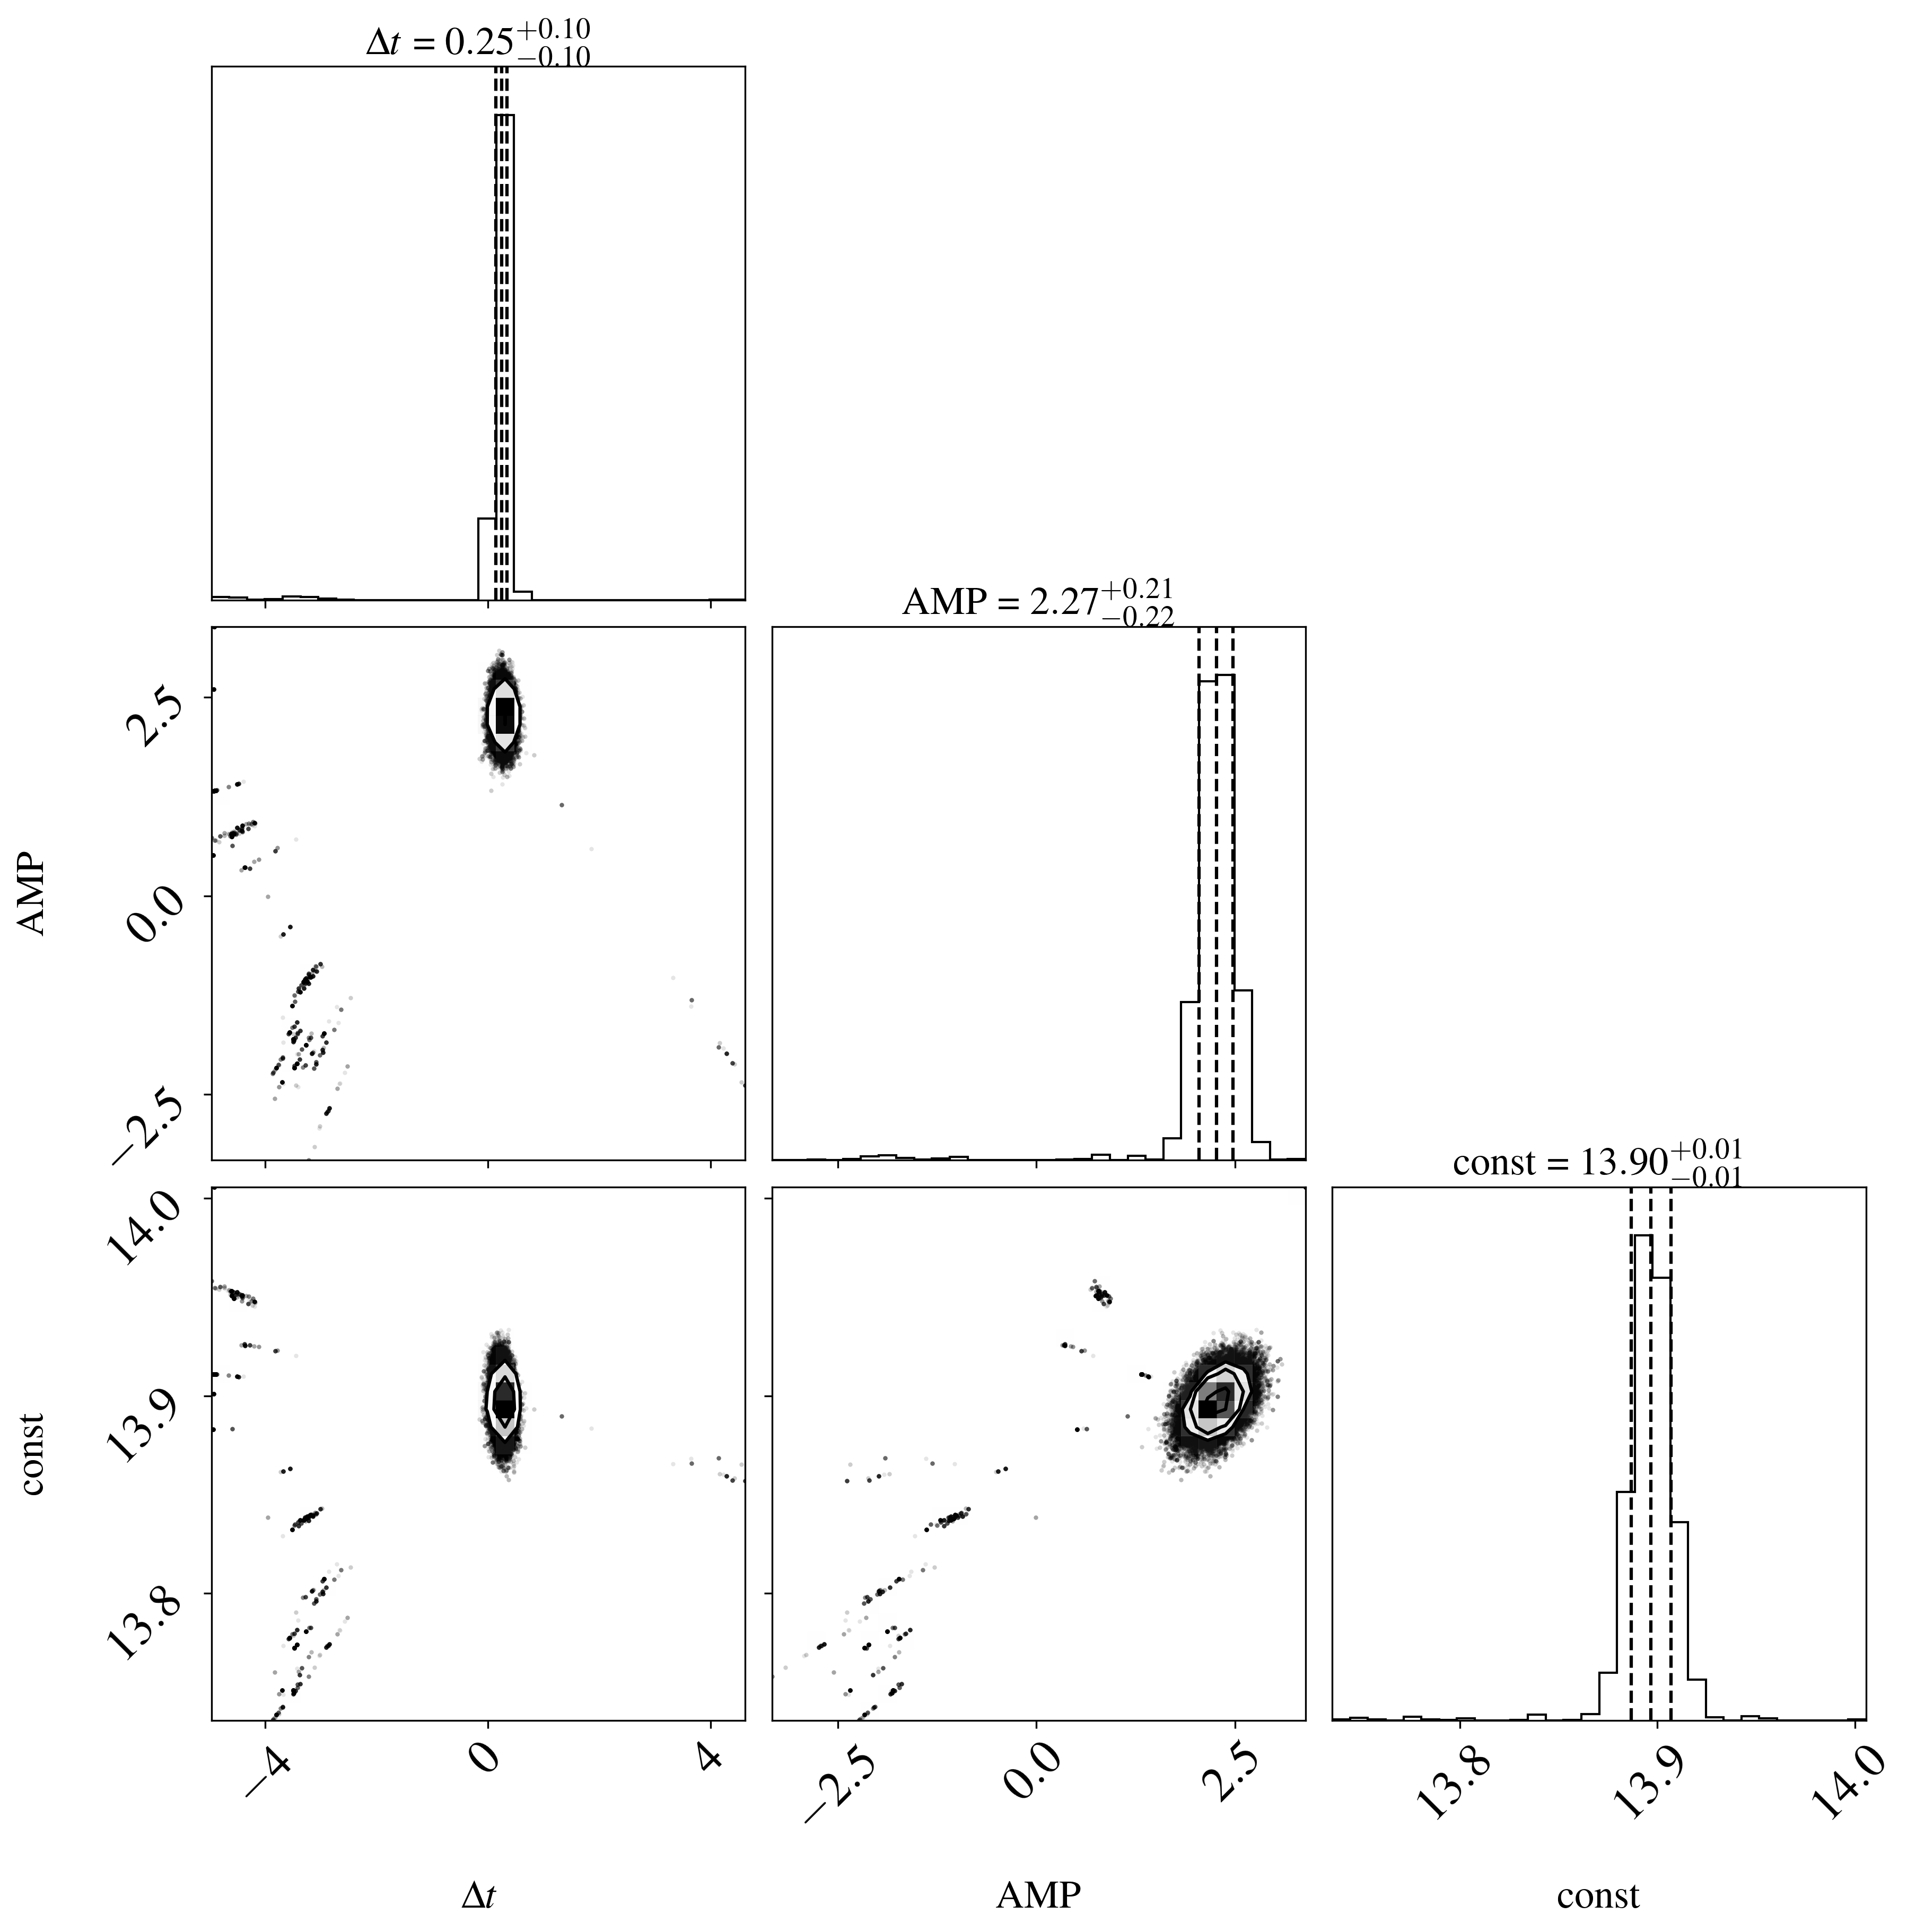 Δt = 0.25+0.10−0.10
AMP = 2.27+0.21−0.22
2.5
0.0
−2.5
AMP
const = 13.90+0.01−0.01
14.0
13.9
13.8
const
−4
0
4
−2.5
0.0
2.5
13.8
13.9
14.0
Δt
AMP
const